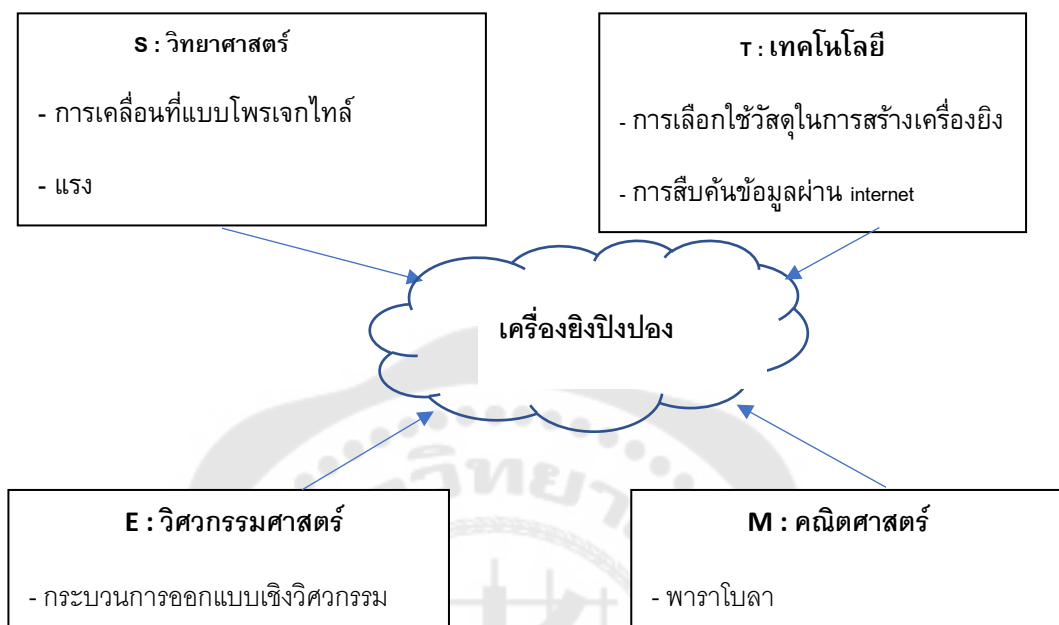 S : วิทยาศาสตร์
- การเคลื่อนที่แบบโพรเจกไทล์
- แรง
T : เทคโนโลยี
- การเลือกใช้วัสดุในการสร้างเครื่องยิง
- การสืบค้นข้อมูลผ่าน internet
เครื่องยิงปิงปอง
E : วิศวกรรมศาสตร์
- กระบวนการออกแบบเชิงวิศวกรรม
M : คณิตศาสตร์
- พาราโบลา